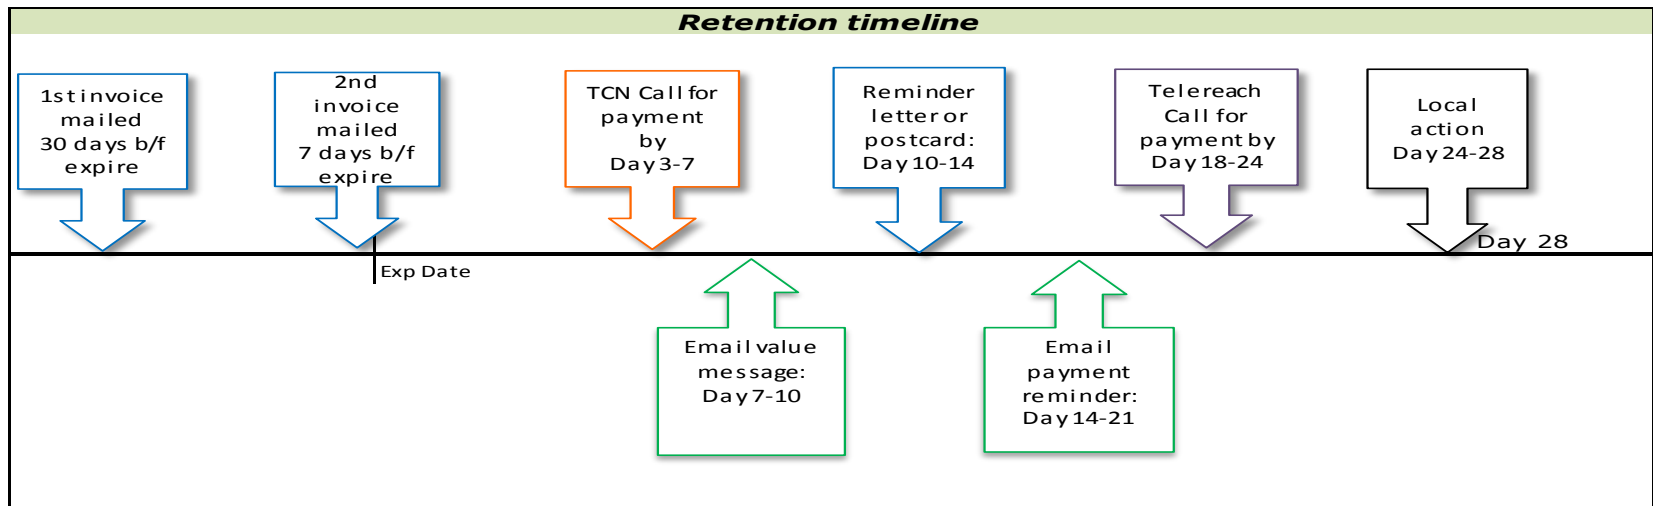 Retention timeline
1st invoice
mailed
30 days b/f
expire
2nd
invoice
mailed
7 days b/f
expire
TCN Call for
payment
by
Day 3-7
Reminder
letter or
postcard:
Day 10-14
Telereach
Call for
payment by
Day 18-24
Local
action
Day 24-28
Day 28
Exp Date
Email value
message:
Day 7-10
Email
payment
reminder:
Day 14-21